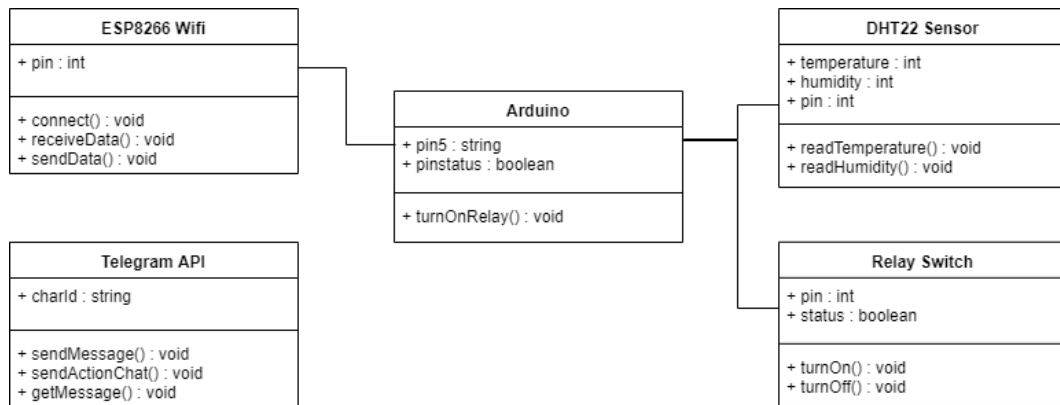 ESP8266 Wifi
+ pin : int
+ connect() : void
+ receiveData() : void
+ sendData() : void
Telegram API
+ charId : string
+ sendMessage() : void
+ sendActionChat() : void
+ getMessage() : void
Arduino
+ pin5 : string
+ pinstatus : boolean
+ turnOnRelay() : void
DHT22 Sensor
+ temperature : int
+ humidity : int
+ pin : int
+ readTemperature() : void
+ readHumidity() : void
Relay Switch
+ pin : int
+ status : boolean
+ turnOn() : void
+ turnOff() : void